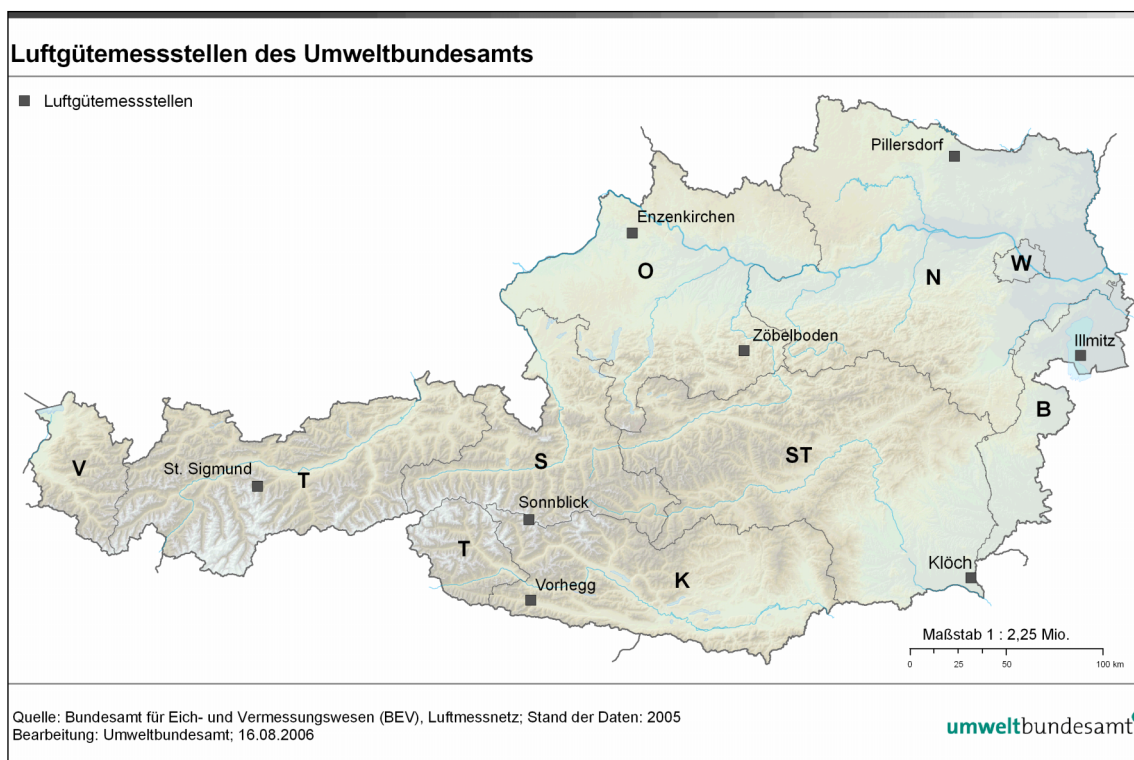 Luftgütemessstellen des Umweltbundesamts
Luftgütemessstellen
Pillersdorf
Enzenkirchen
O
N
W
Zöbelboden
Illmitz
B
V
St. Sigmund
T
S
ST
Sonnblick
T
K
Vorhegg
Klöch
Maßstab 1 : 2,25 Mio.
0 25 50 100 km
Quelle: Bundesamt für Eich- und Vermessungswesen (BEV), Luftmessnetz; Stand der Daten: 2005
Bearbeitung: Umweltbundesamt; 16.08.2006
umweltbundesamt